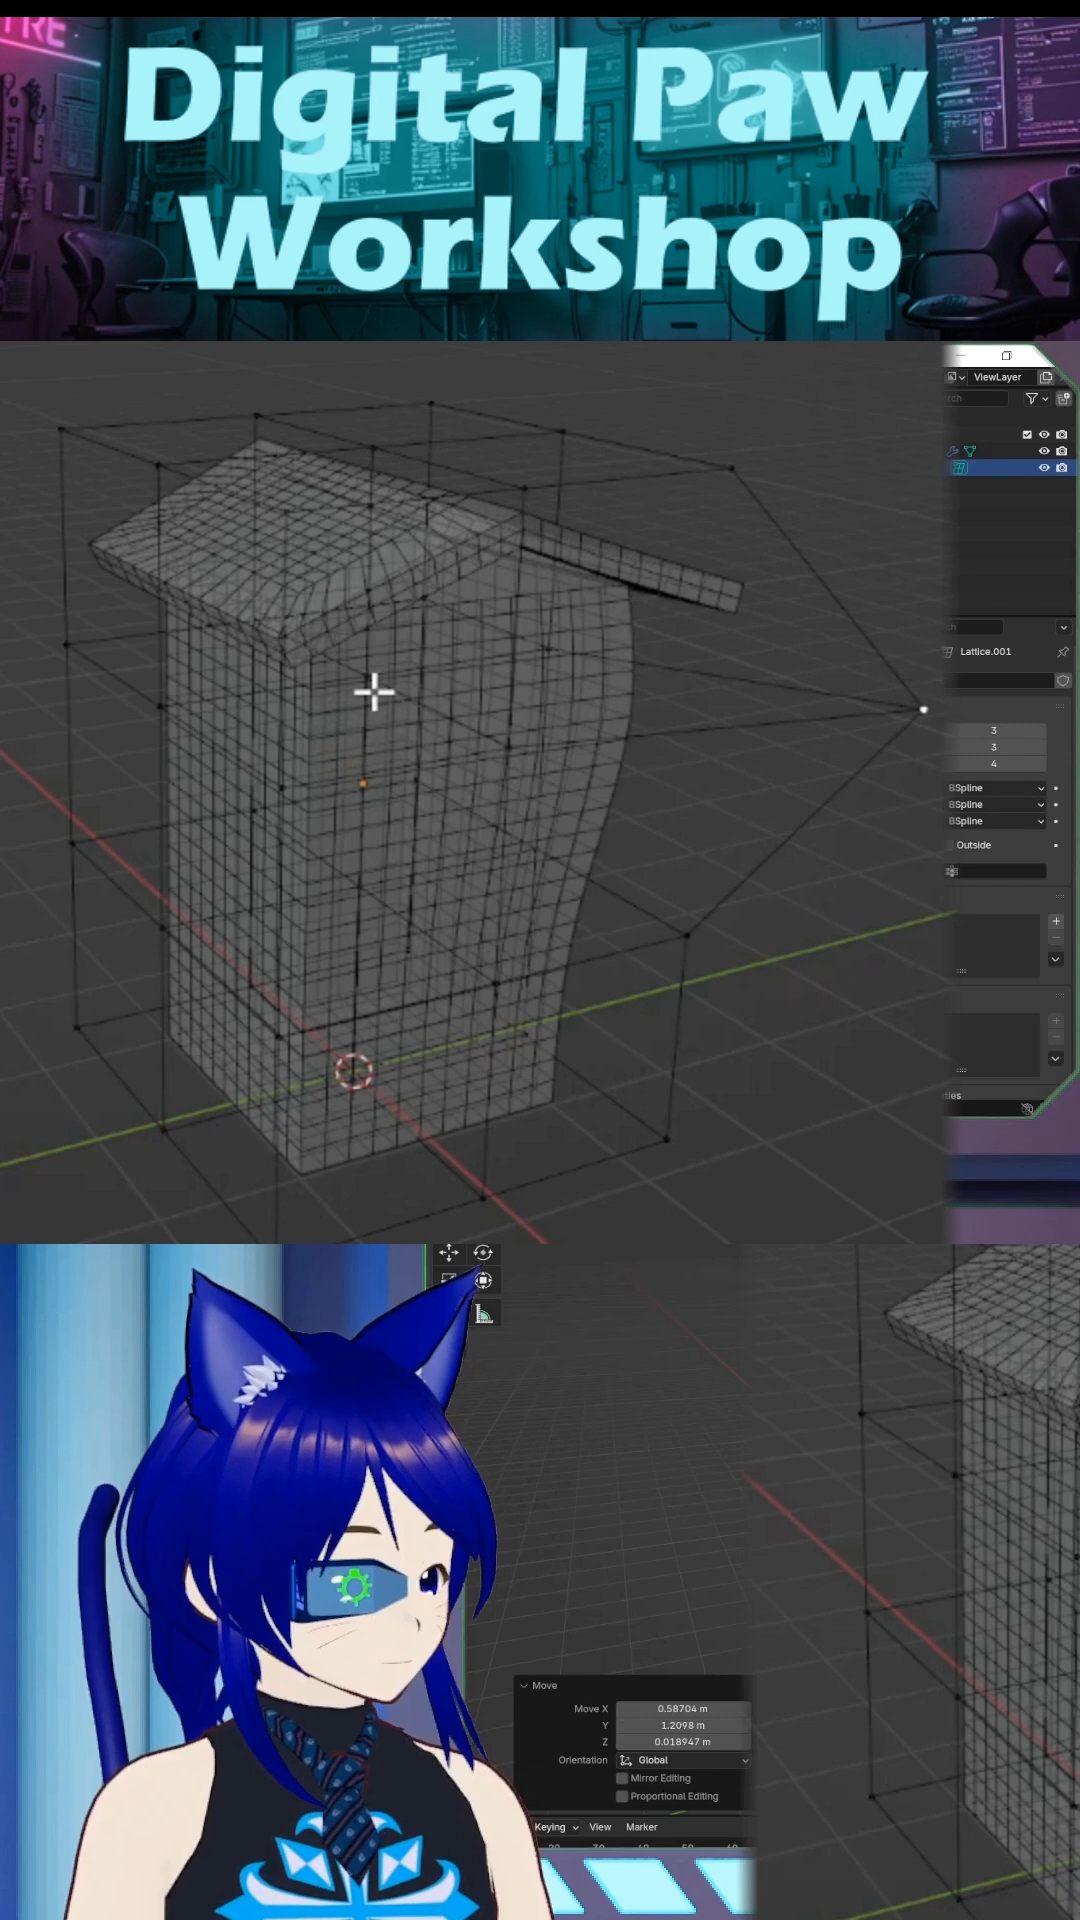 TRE
Digital Paw
Workshop
ViewLayer
Lattice.001
3
3
4
BSpline
BSpline
BSpline
Outside
Move
Move X 0.58704 m
Y 1.2098 m
Z 0.018947 m
Orientation Global
Mirror Editing
Proportional Editing
Keying View Marker